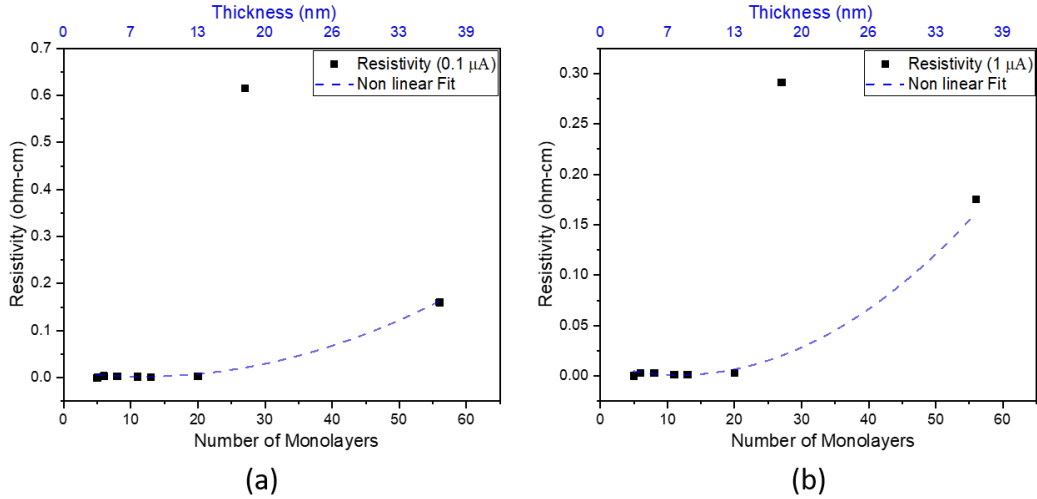 Thickness (nm)
0 7 13 20 26 33 39
0.7
0.6
0.5
0.4
0.3
0.2
0.1
0.0
Resistivity (ohm-cm)
Resistivity (0.1 μA)
Non linear Fit
0 10 20 30 40 50 60
Number of Monolayers
(a)
Thickness (nm)
0 7 13 20 26 33 39
0.30
0.25
0.20
0.15
0.10
0.05
0.00
Resistivity (ohm-cm)
Resistivity (1 μA)
Non linear Fit
0 10 20 30 40 50 60
Number of Monolayers
(b)